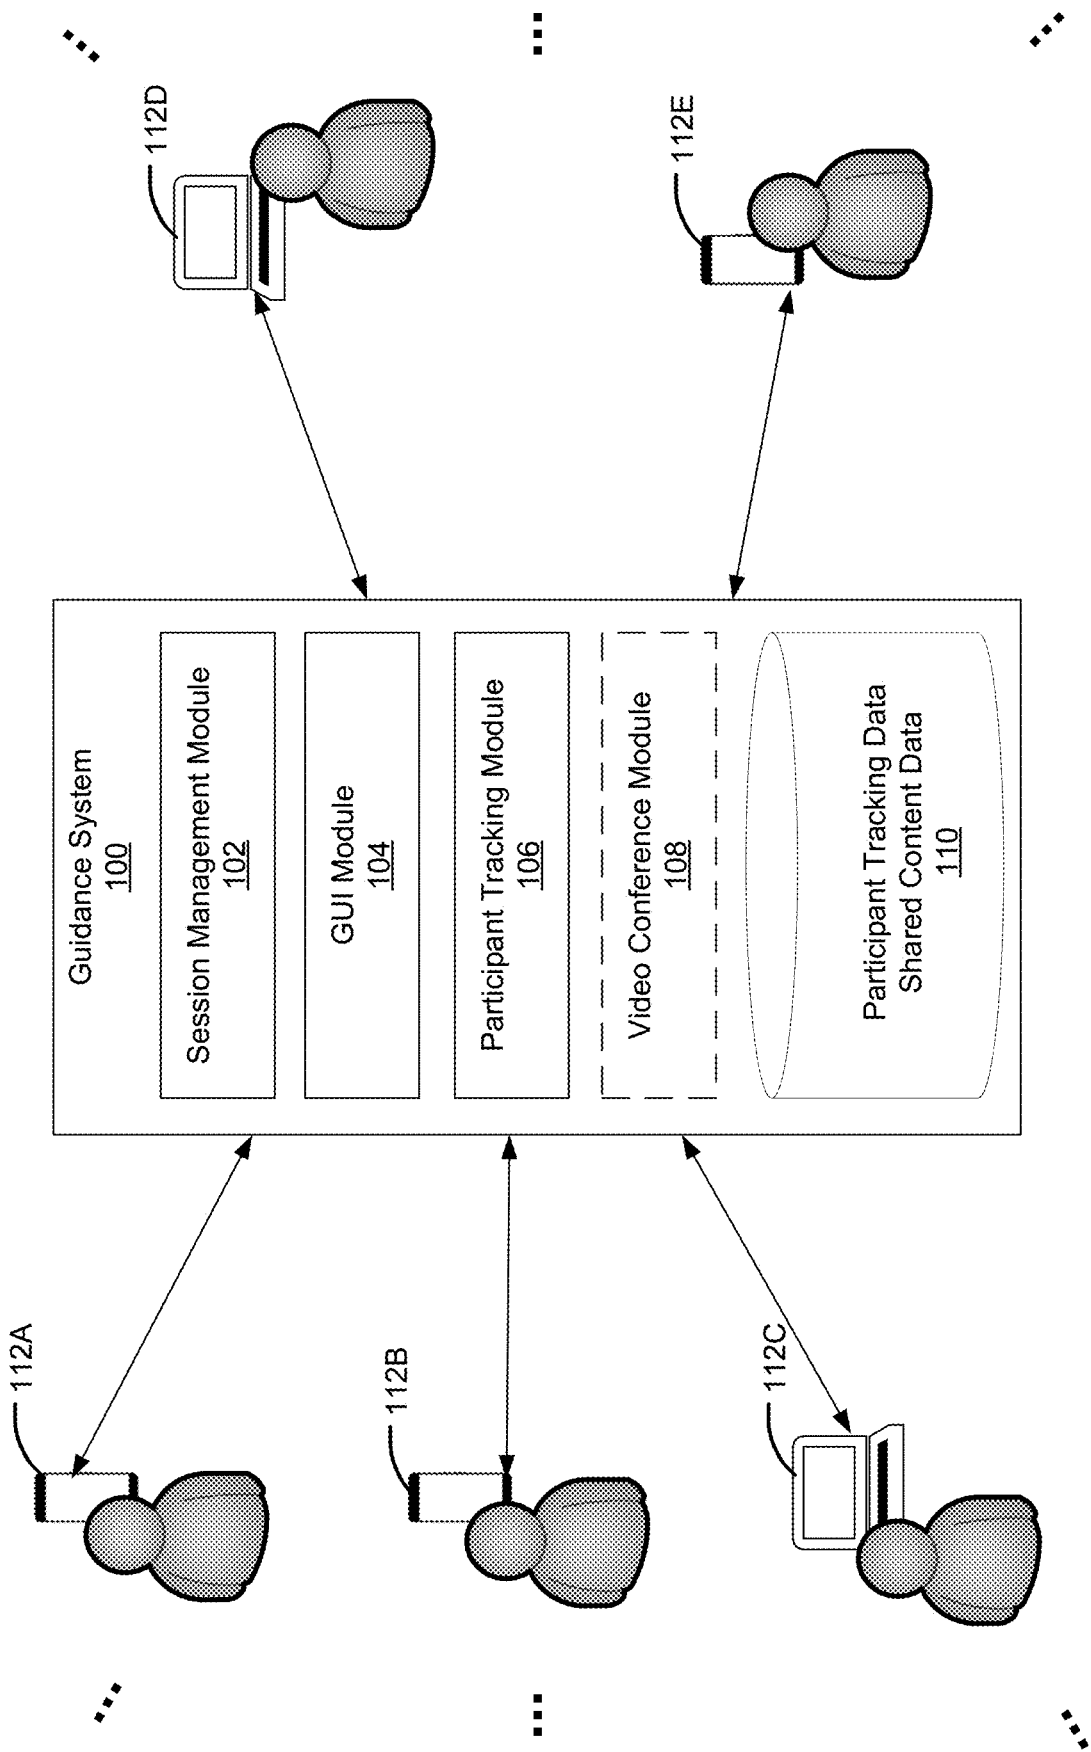 Guidance System
100
Session Management Module
102
GUI Module
104
Participant Tracking Module
106
Video Conference Module
108
Participant Tracking Data
Shared Content Data
110
112A
112B
112C
112D
112E